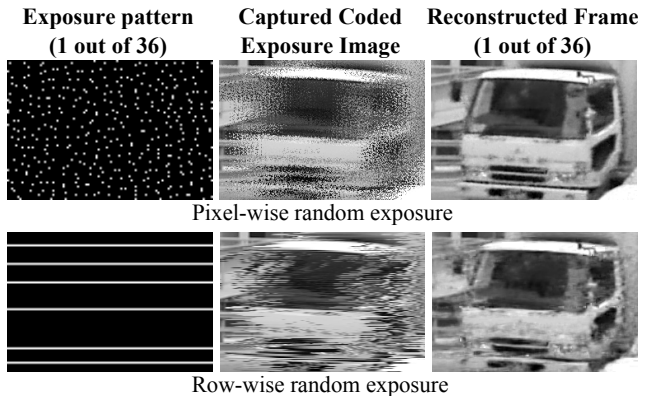 Exposure pattern
(1 out of 36)
Captured Coded
Exposure Image
Reconstructed Frame
(1 out of 36)
Pixel-wise random exposure
Row-wise random exposure